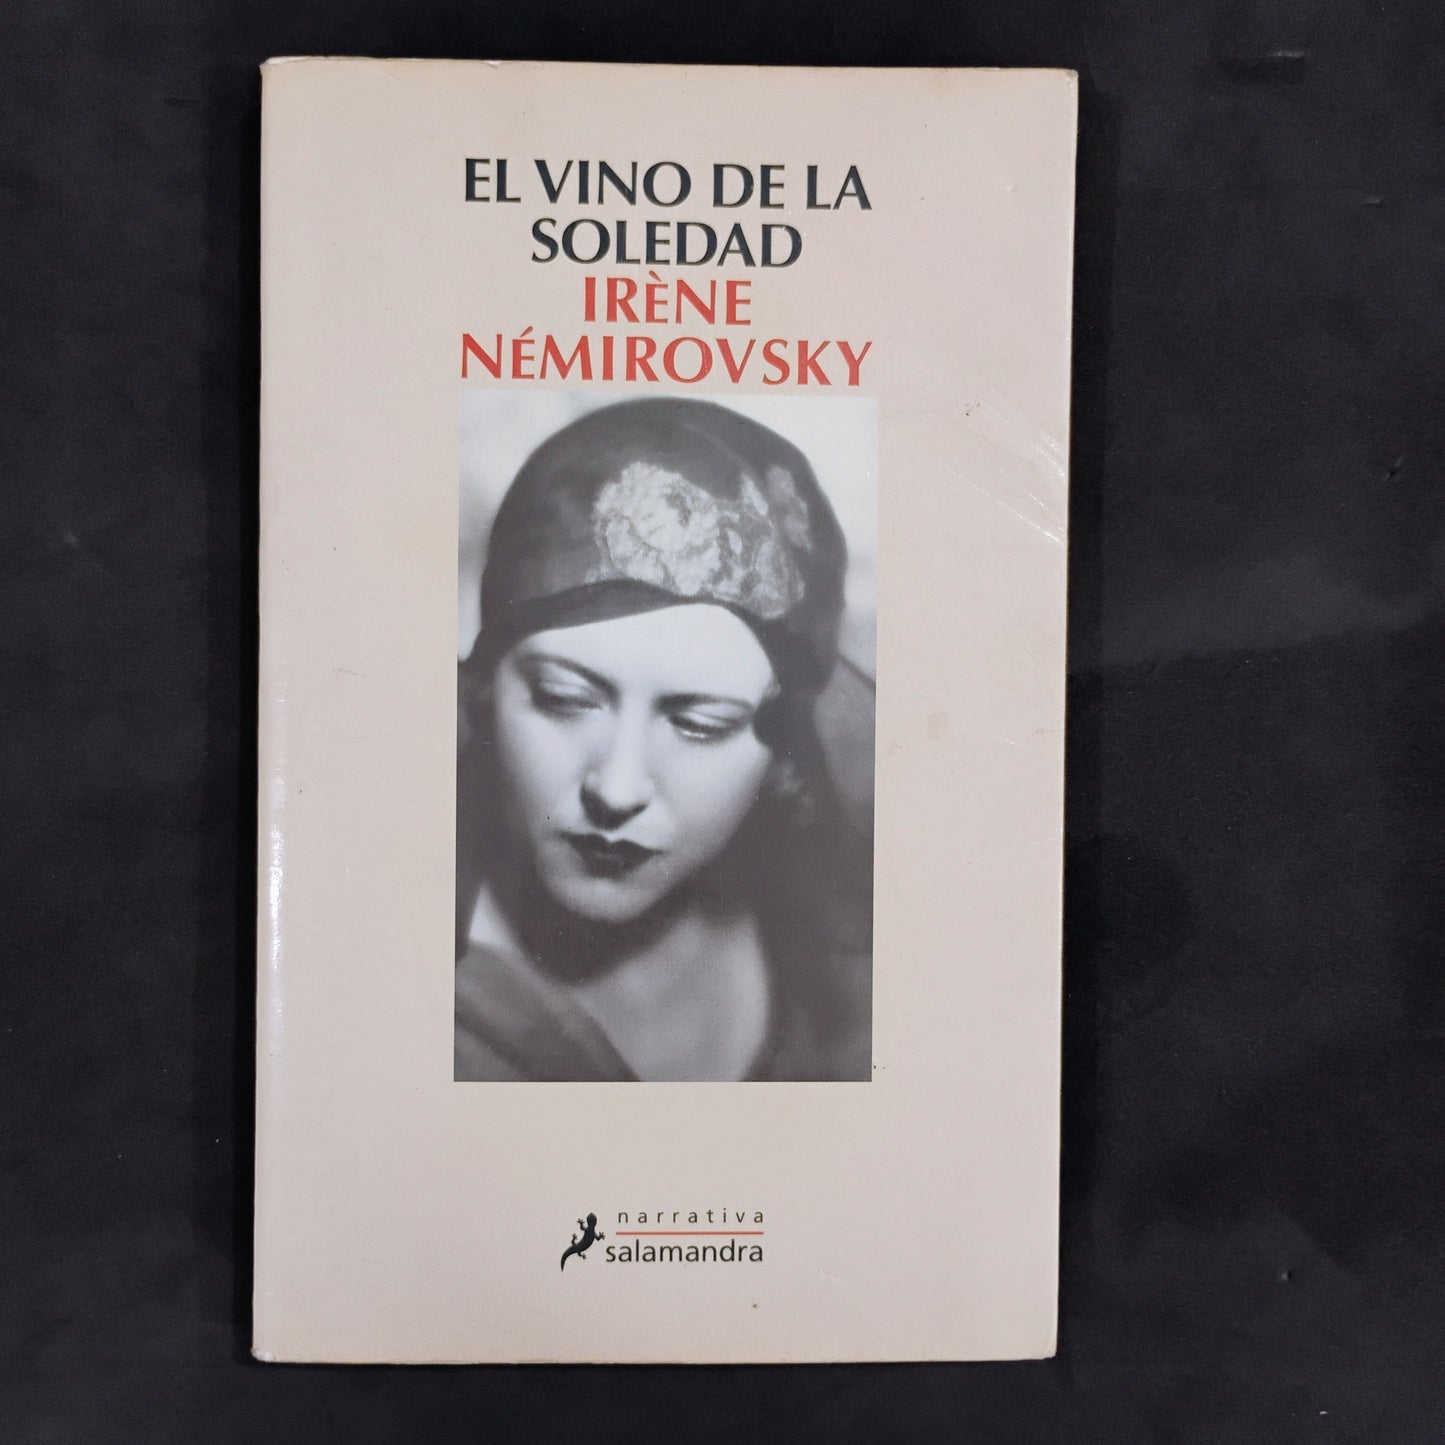 EL VINO DE LA
SOLEDAD
IRÈNE
NÉMIROVSKY
narrativa
salamandra